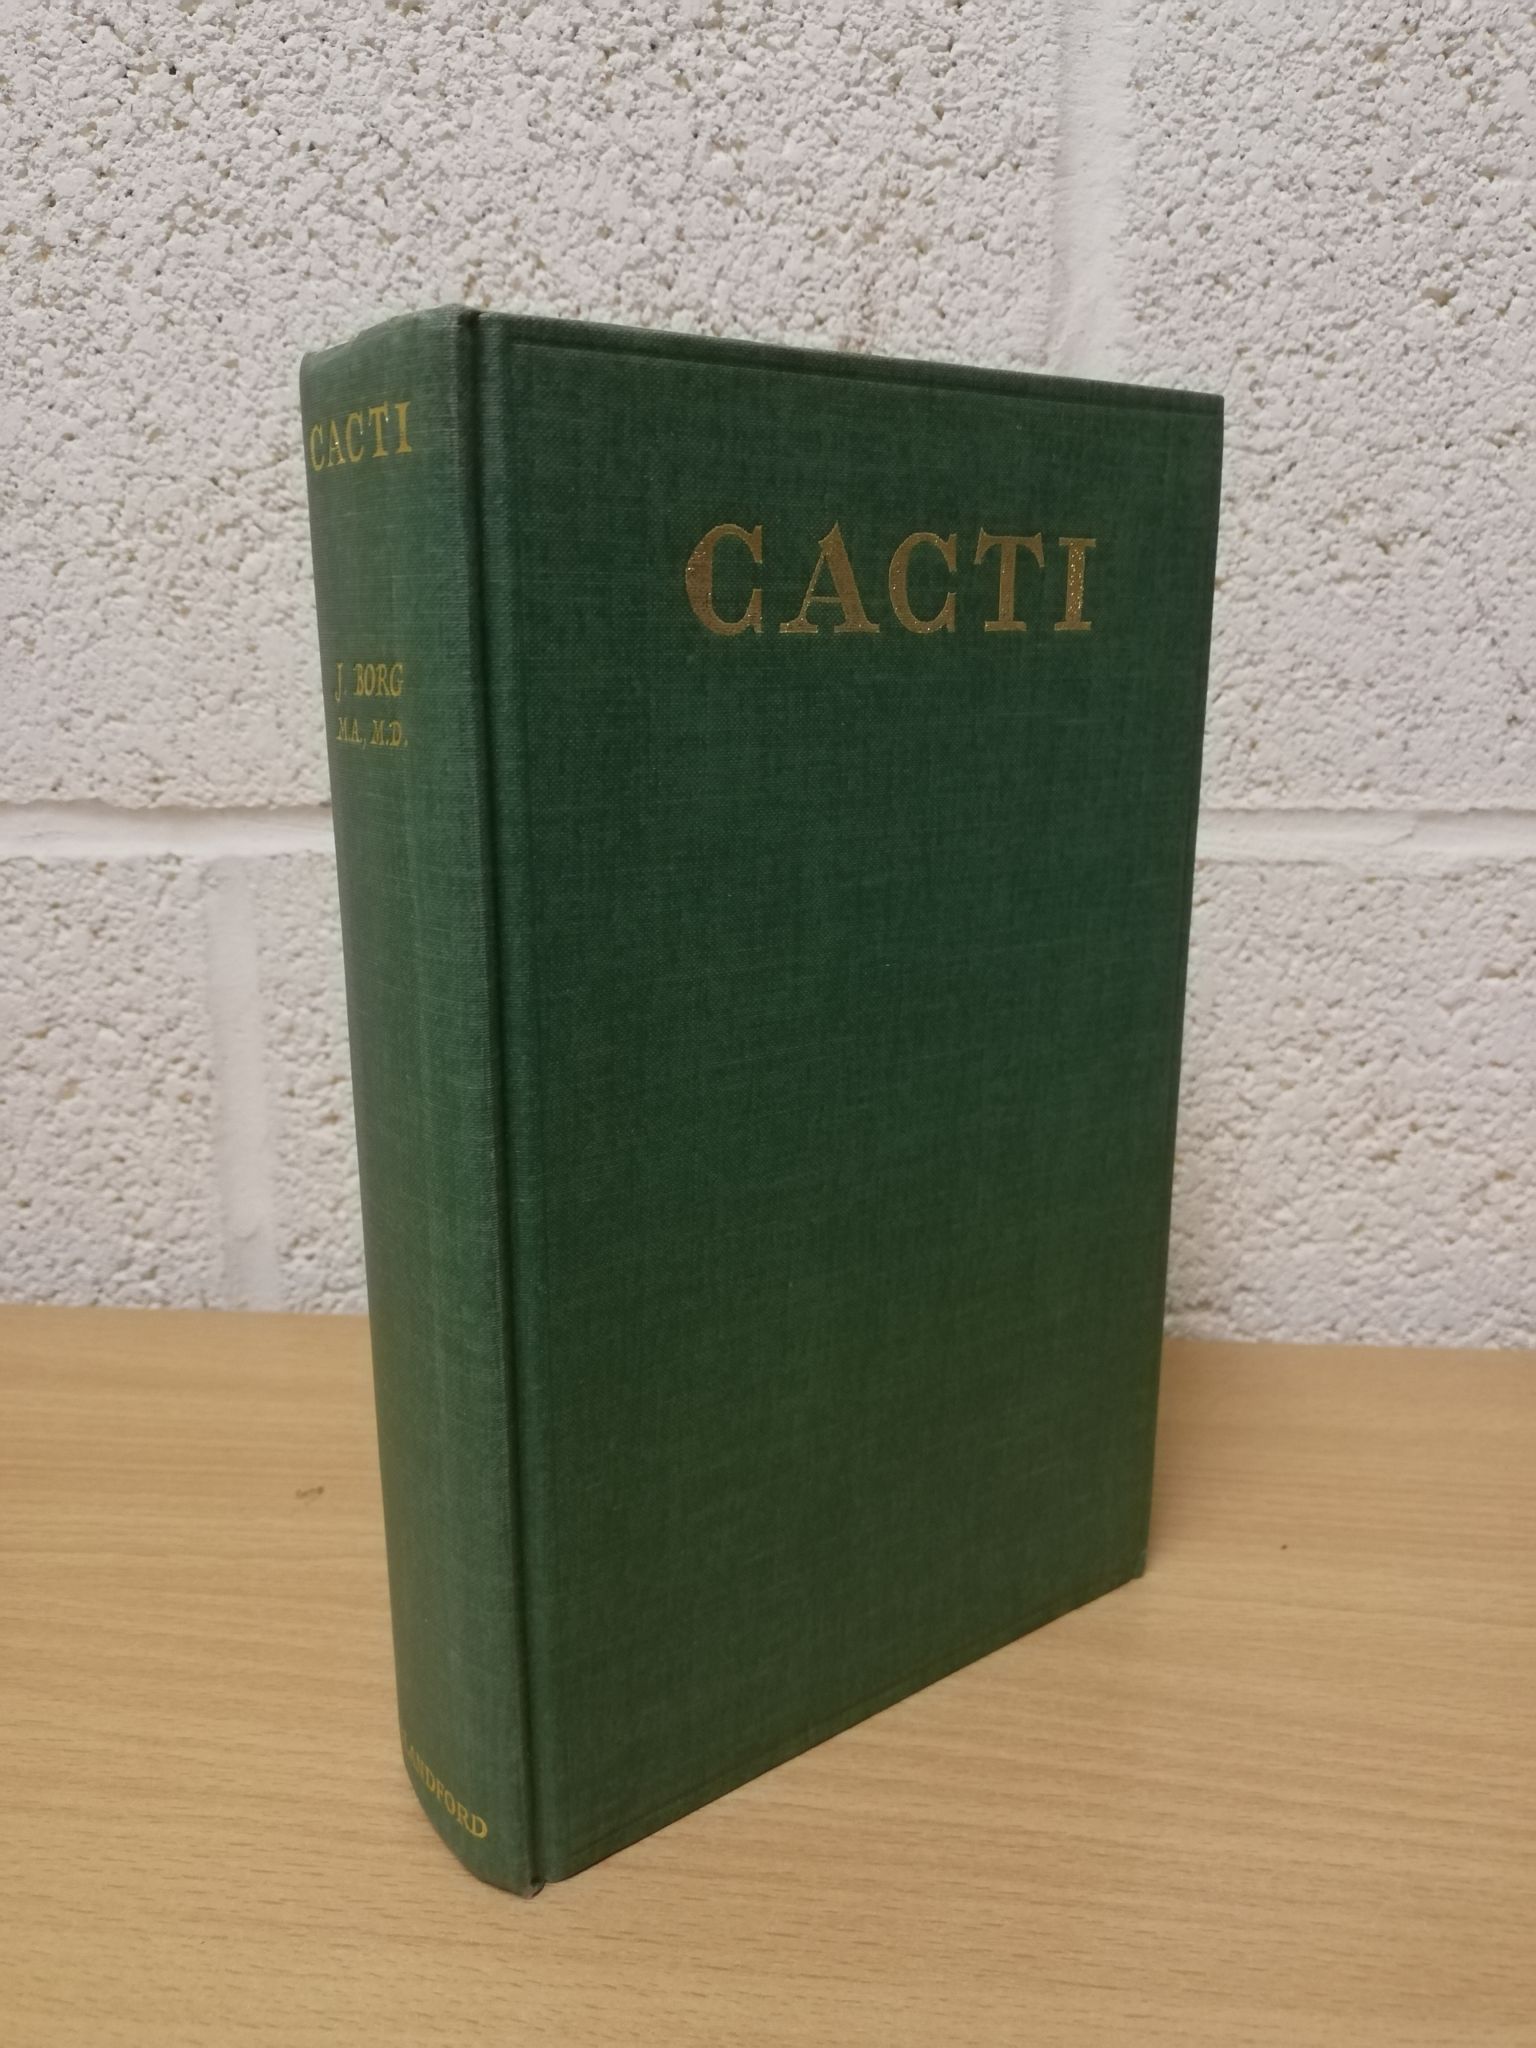 CACTI
J. BORG
M.A., M.D.
CACTI